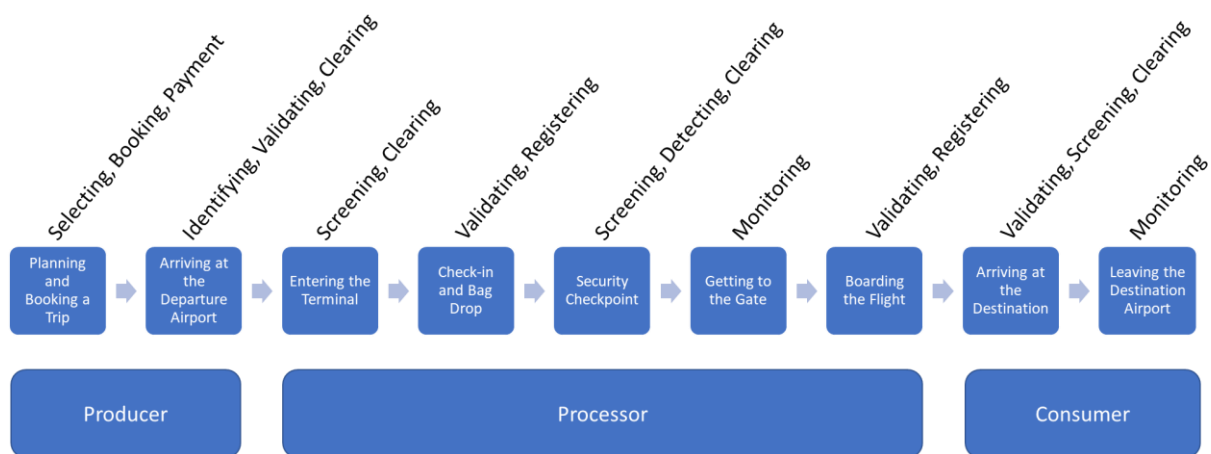 Selecting, Booking, Payment
Identifying, Validating, Clearing
Screening, Clearing
Validating, Registering
Screening, Detecting, Clearing
Monitoring
Validating, Registering
Validating, Screening, Clearing
Monitoring
Planning
and
Booking a
Trip
Arriving at
the
Departure
Airport
Entering the
Terminal
Check-in
and Bag
Drop
Security
Checkpoint
Getting to
the Gate
Boarding
the Flight
Arriving at
the
Destination
Leaving the
Destination
Airport
Producer
Processor
Consumer